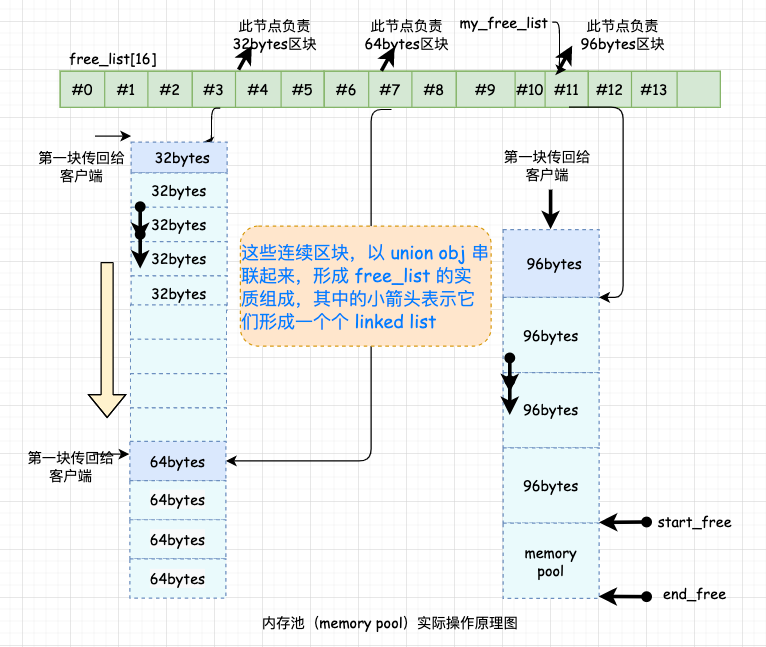 此节点负责
32bytes区块
此节点负责
64bytes区块
my_free_list
此节点负责
96bytes区块
free_list[16]
#0 #1 #2 #3 #4 #5 #6 #7 #8 #9 #10 #11 #12 #13
第一块传回给
客户端
32bytes
32bytes
32bytes
32bytes
32bytes
这些连续区块，以 union obj 串
联起来，形成 free_list 的实
质组成，其中的小箭头表示它
们形成一个个 linked list
第一块传回给
客户端
64bytes
64bytes
64bytes
64bytes
第一块传回给
客户端
96bytes
96bytes
96bytes
96bytes
memory
pool
start_free
end_free
内存池（memory pool）实际操作原理图